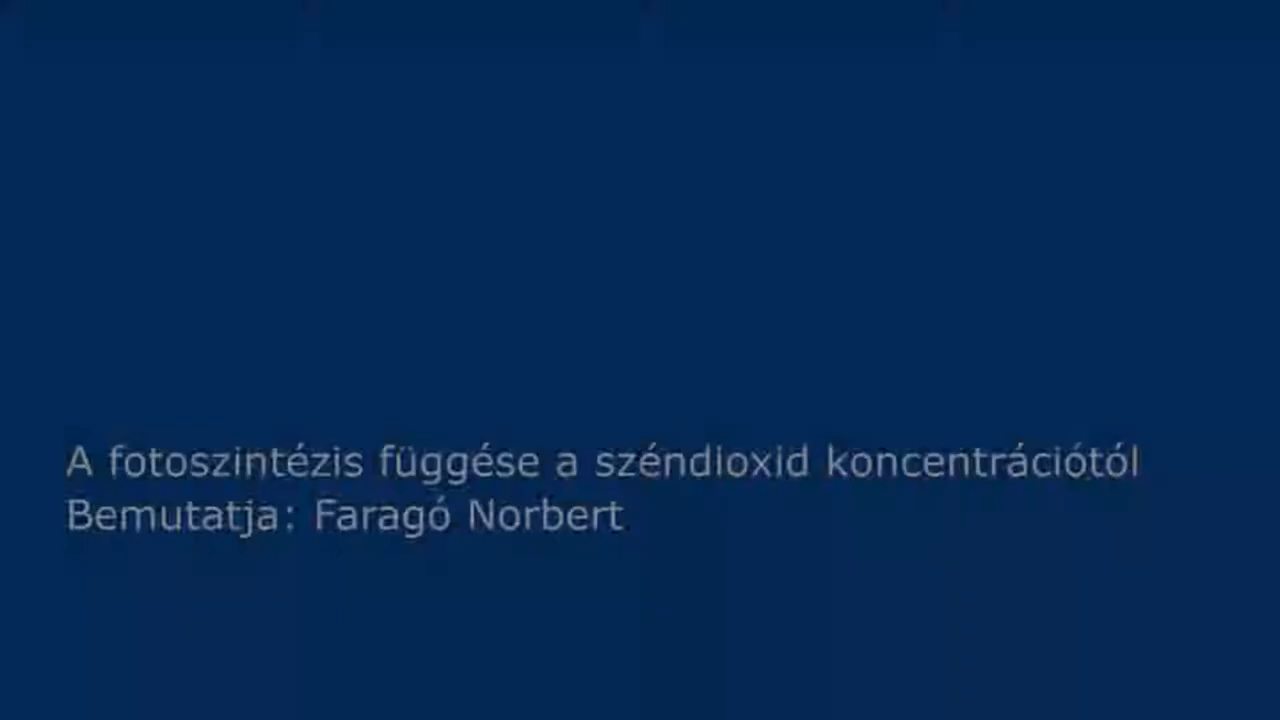 A fotoszintézis függése a széndioxid koncentrációtól
Bemutatja: Faragó Norbert